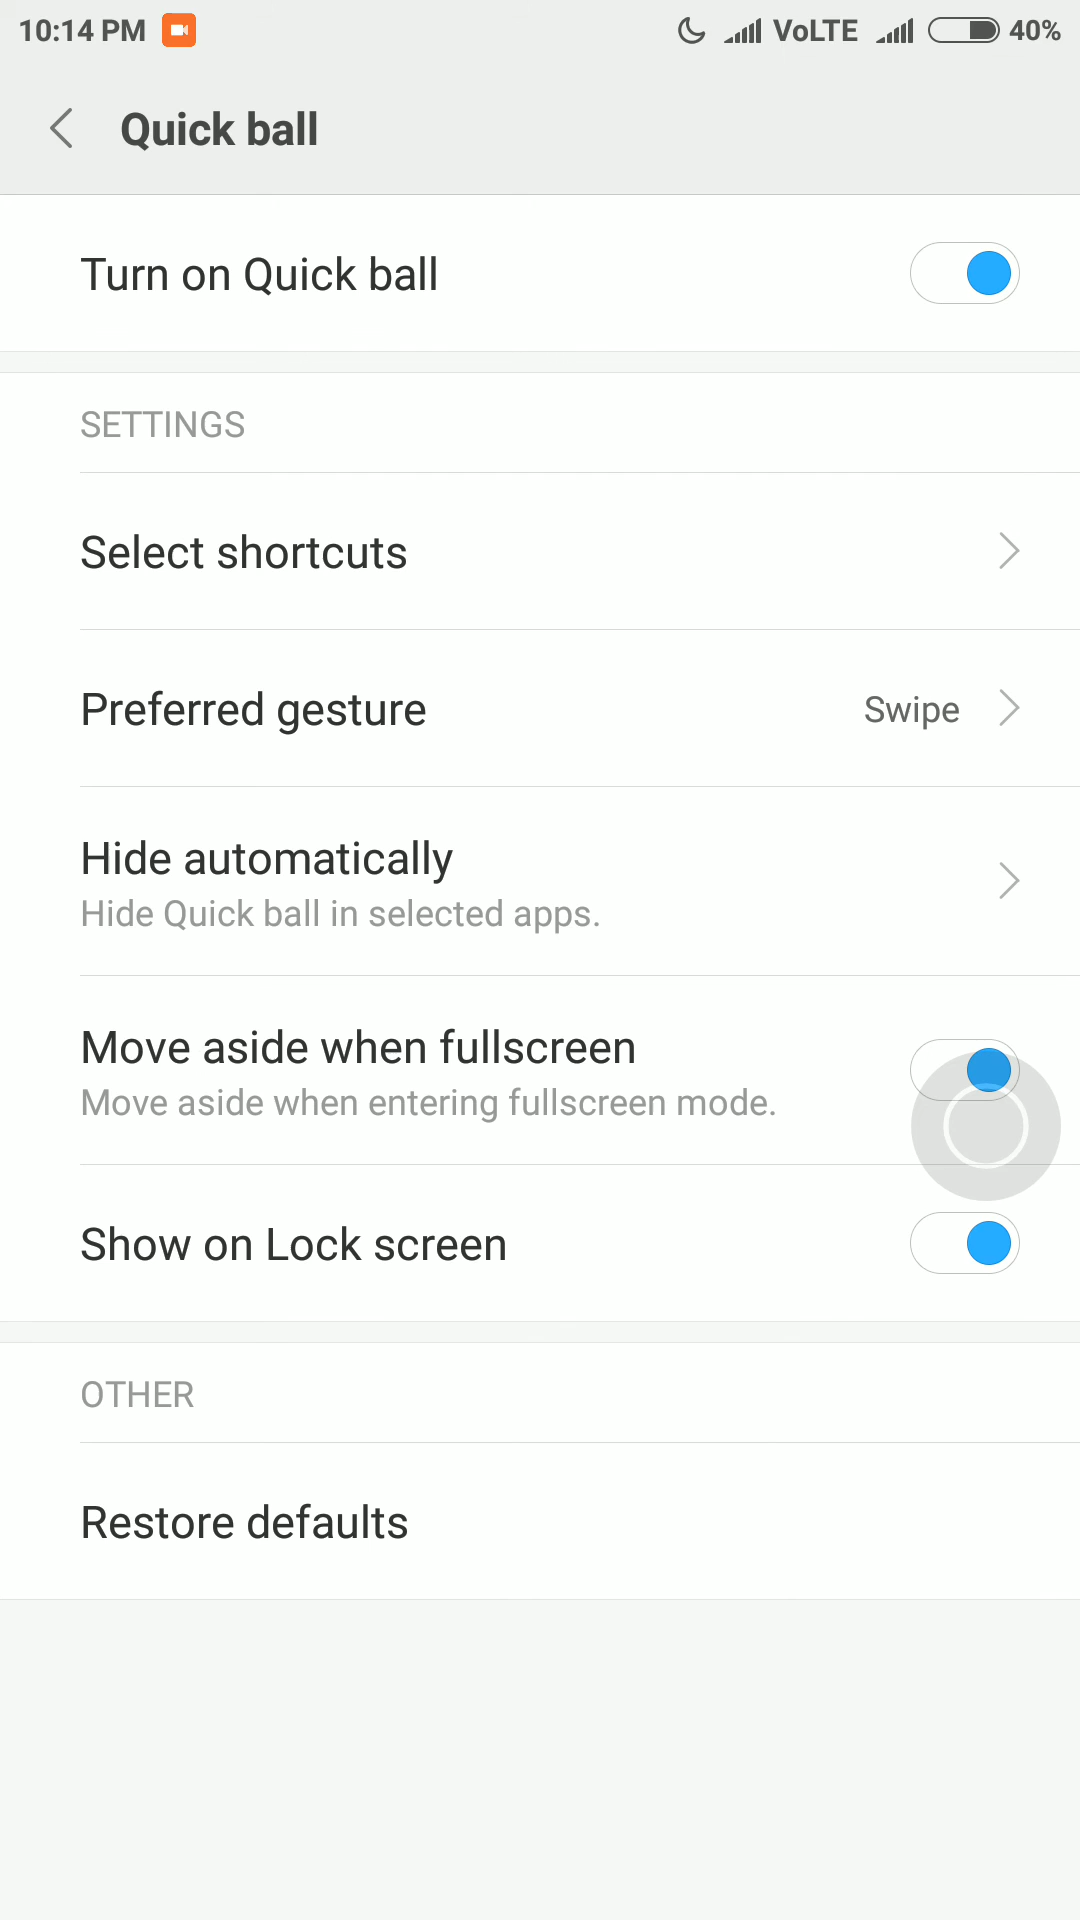 10:14 PM VoLTE 40%
Quick ball
Turn on Quick ball
SETTINGS
Select shortcuts
Preferred gesture Swipe
Hide automatically
Hide Quick ball in selected apps.
Move aside when fullscreen
Move aside when entering fullscreen mode.
Show on Lock screen
OTHER
Restore defaults